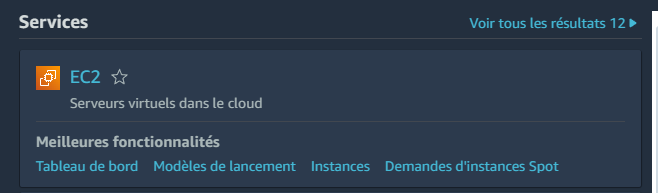 Services
Voir tous les résultats 12
EC2
Serveurs virtuels dans le cloud
Meilleures fonctionnalités
Tableau de bord Modèles de lancement Instances Demandes d'instances Spot